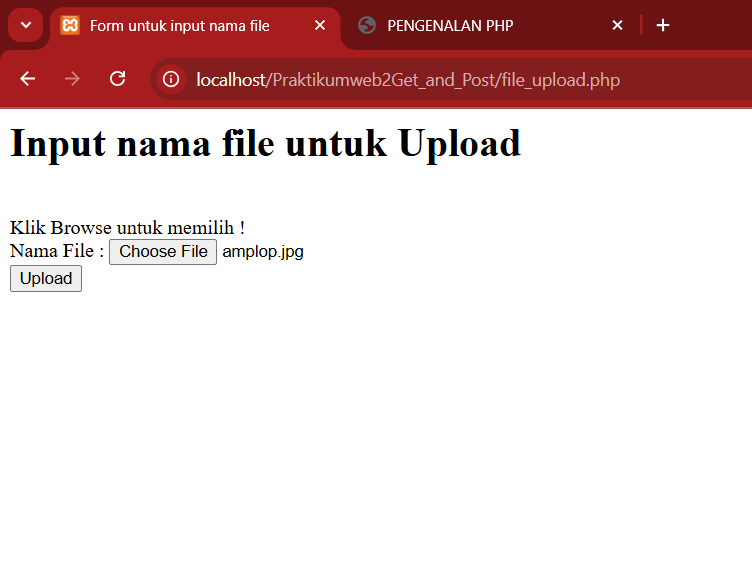 Form untuk input nama file
PENGENALAN PHP
localhost/Praktikumweb2Get_and_Post/file_upload.php
Input nama file untuk Upload
Klik Browse untuk memilih !
Nama File : Choose File amplop.jpg
Upload